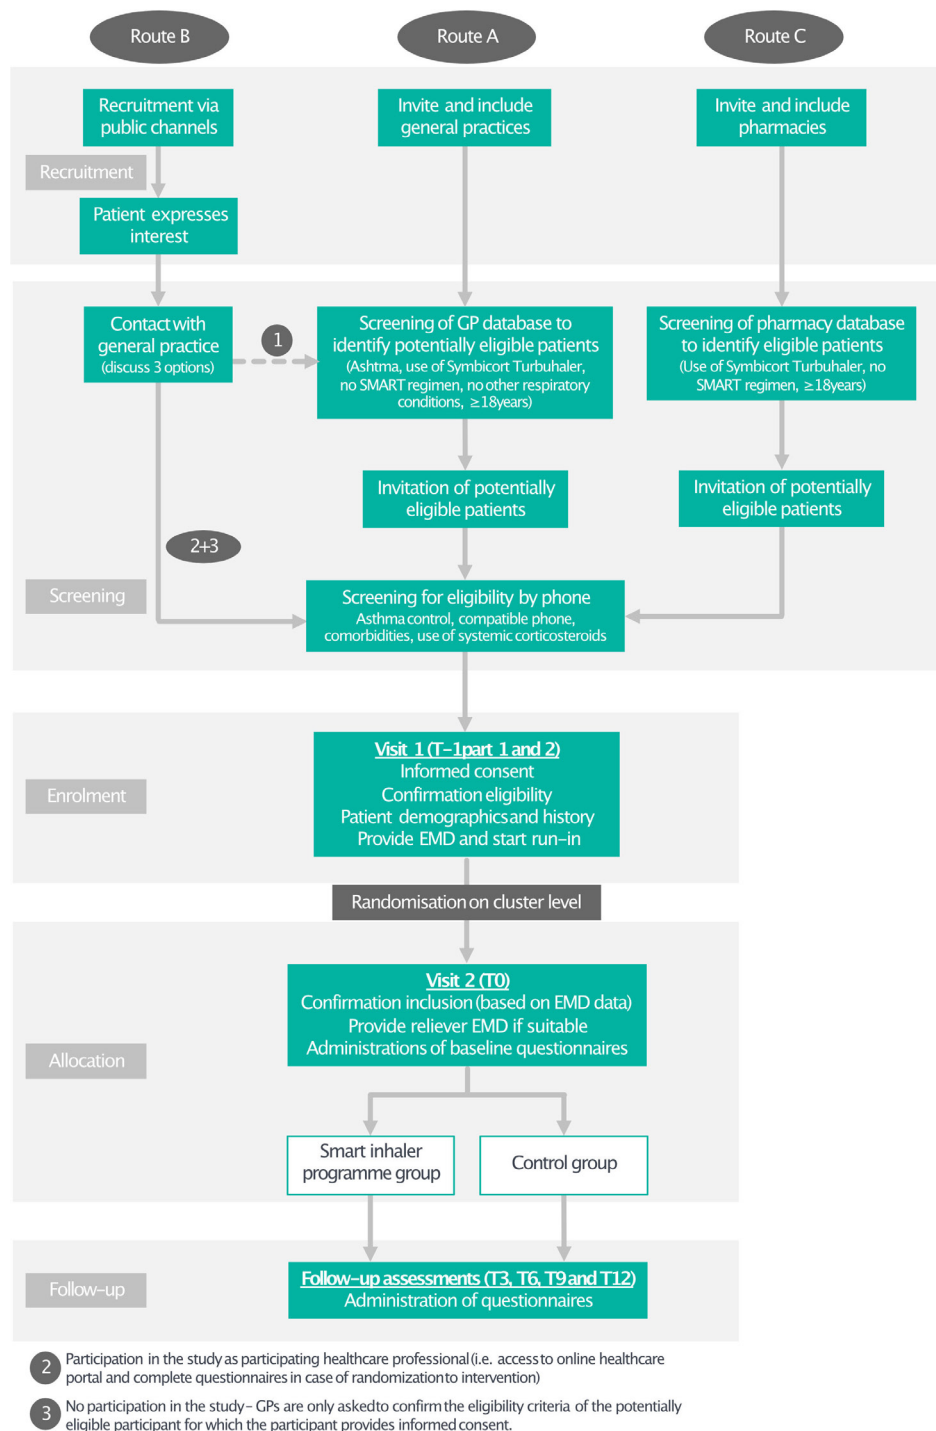 Route B
Route A
Route C
Recruitment via
public channels
Invite and include
general practices
Invite and include
pharmacies
Recruitment
Patient expresses
interest
Contact with
general practice
(discuss 3 options)
1
Screening of GP database to
identify potentially eligible patients
(Ashtma, use of Symbicort Turbuhaler,
no SMART regimen, no other respiratory
conditions, ≥18years)
Screening of pharmacy database
to identify eligible patients
(Use of Symbicort Turbuhaler, no
SMART regimen, ≥18years)
Invitation of potentially
eligible patients
Invitation of potentially
eligible patients
2+3
Screening
Screening for eligibility by phone
Asthma control, compatible phone,
comorbidities, use of systemic corticosteroids
Enrolment
Visit 1 (T-1part 1 and 2)
Informed consent
Confirmation eligibility
Patient demographics and history
Provide EMD and start run-in
Randomisation on cluster level
Allocation
Visit 2 (T0)
Confirmation inclusion (based on EMD data)
Provide reliever EMD if suitable
Administrations of baseline questionnaires
Smart inhaler
programme group
Control group
Follow-up
Follow-up assessments (T3, T6, T9 and T12)
Administration of questionnaires
2 Participation in the study as participating healthcare professional (i.e. access to online healthcare
portal and complete questionnaires in case of randomization to intervention)
3 No participation in the study - GPs are only asked to confirm the eligibility criteria of the potentially
eligible participant for which the participant provides informed consent.